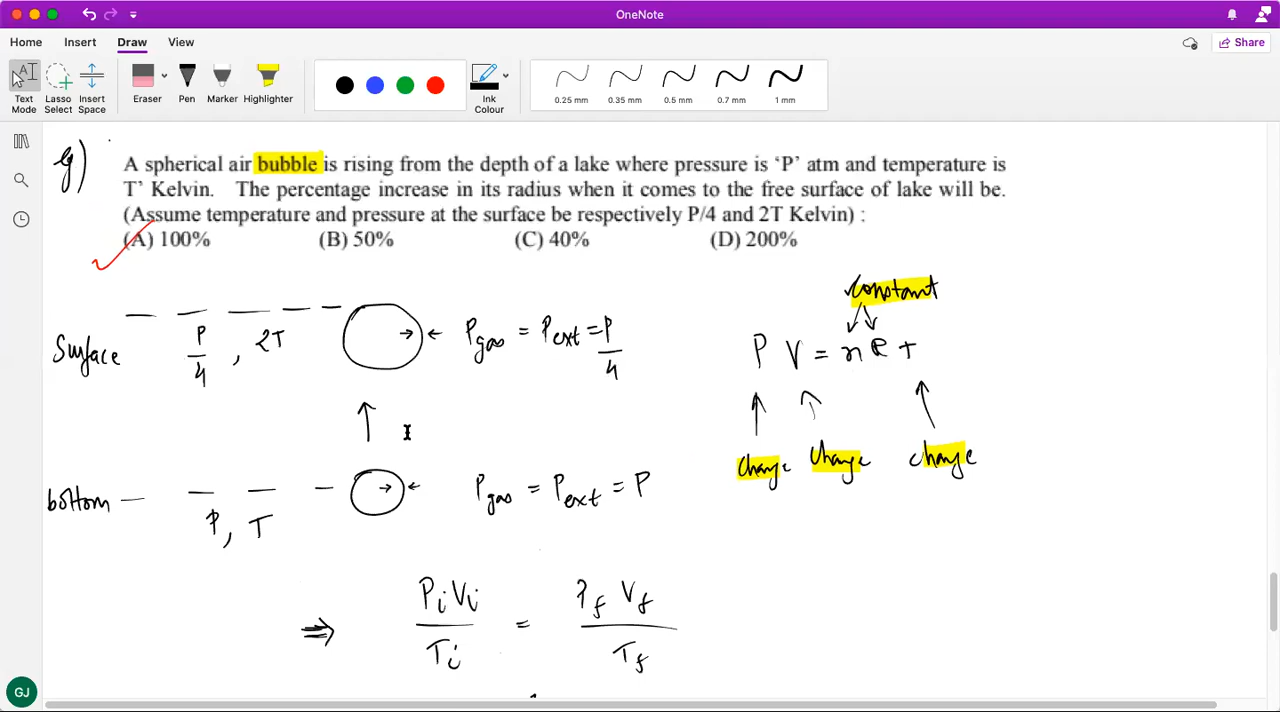 OneNote
Home Insert Draw View
Share
Text Mode
Lasso Select
Insert Space
Eraser
Pen
Marker
Highlighter
Ink Colour
0.25 mm
0.35 mm
0.5 mm
0.7 mm
1 mm
eg)
A spherical air bubble is rising from the depth of a lake where pressure is ‘P’ atm and temperature is
T’ Kelvin. The percentage increase in its radius when it comes to the free surface of lake will be.
(Assume temperature and pressure at the surface be respectively P/4 and 2T Kelvin) :
(A) 100% (B) 50% (C) 40% (D) 200%
constant
Surface P/4 , 2T Pgas = Pext = P/4
P V = n R T
change change change
bottom P, T Pgas = Pext = P
⇒ PiVi/Ti = PfVf/Tf
GJ